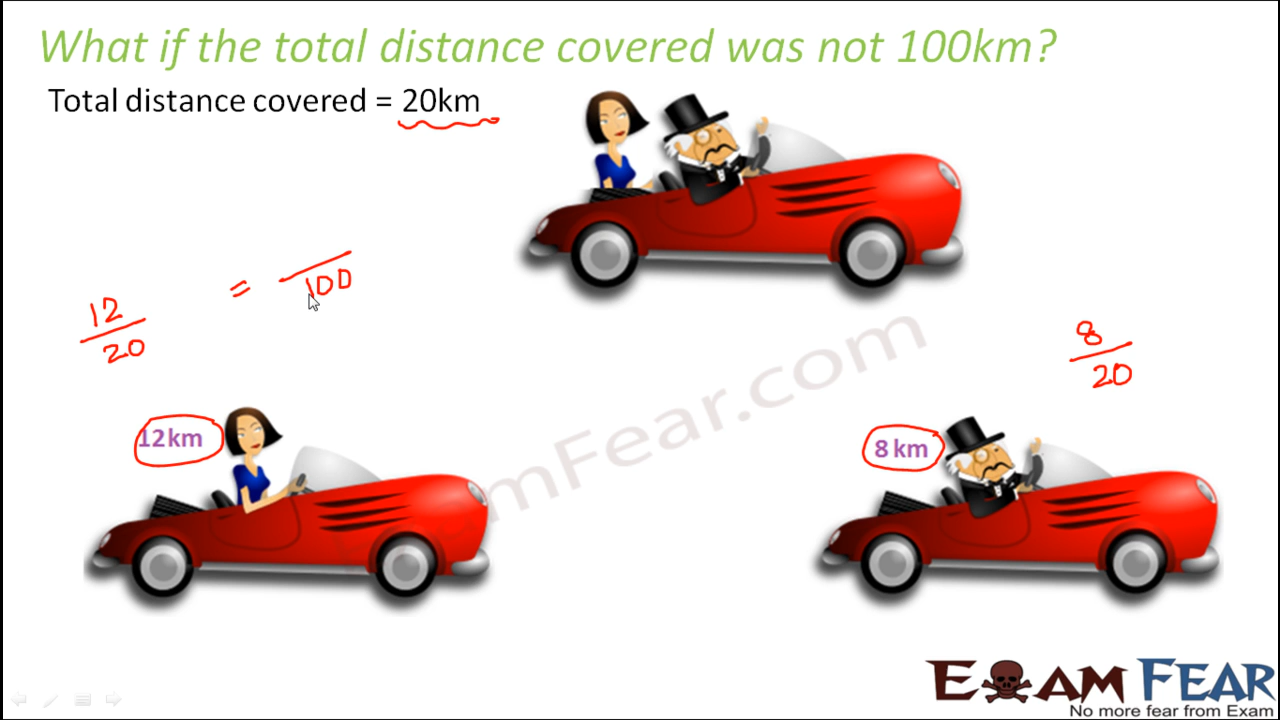 What if the total distance covered was not 100km?
Total distance covered = 20km
12
20
=
100
8
20
12km
8 km
ExamFear.com
EXAM FEAR
No more fear from Exam